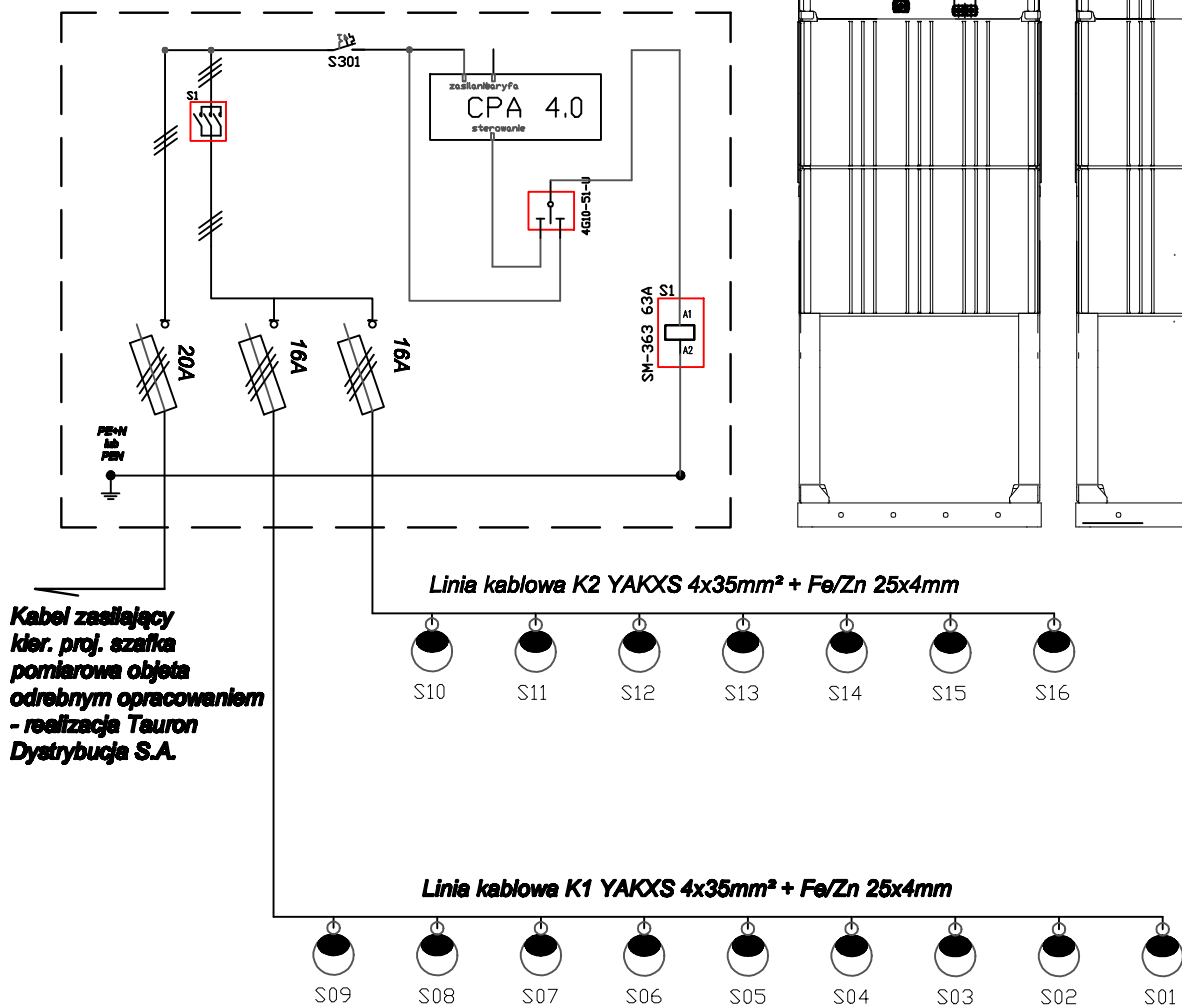 S301
S1
zasilanie
taryfa
CPA 4.0
sterowanie
4G10-51-U
S1
SM-363 63A
A1
A2
20A
16A
16A
PE+N
lub
PEN
Linia kablowa K2 YAKXS 4x35mm² + Fe/Zn 25x4mm
Kabel zasilający
kier. proj. szafka
pomiarowa objeta
odrebnym opracowaniem
- realizacja Tauron
Dystrybucja S.A.
S10 S11 S12 S13 S14 S15 S16
Linia kablowa K1 YAKXS 4x35mm² + Fe/Zn 25x4mm
S09 S08 S07 S06 S05 S04 S03 S02 S01